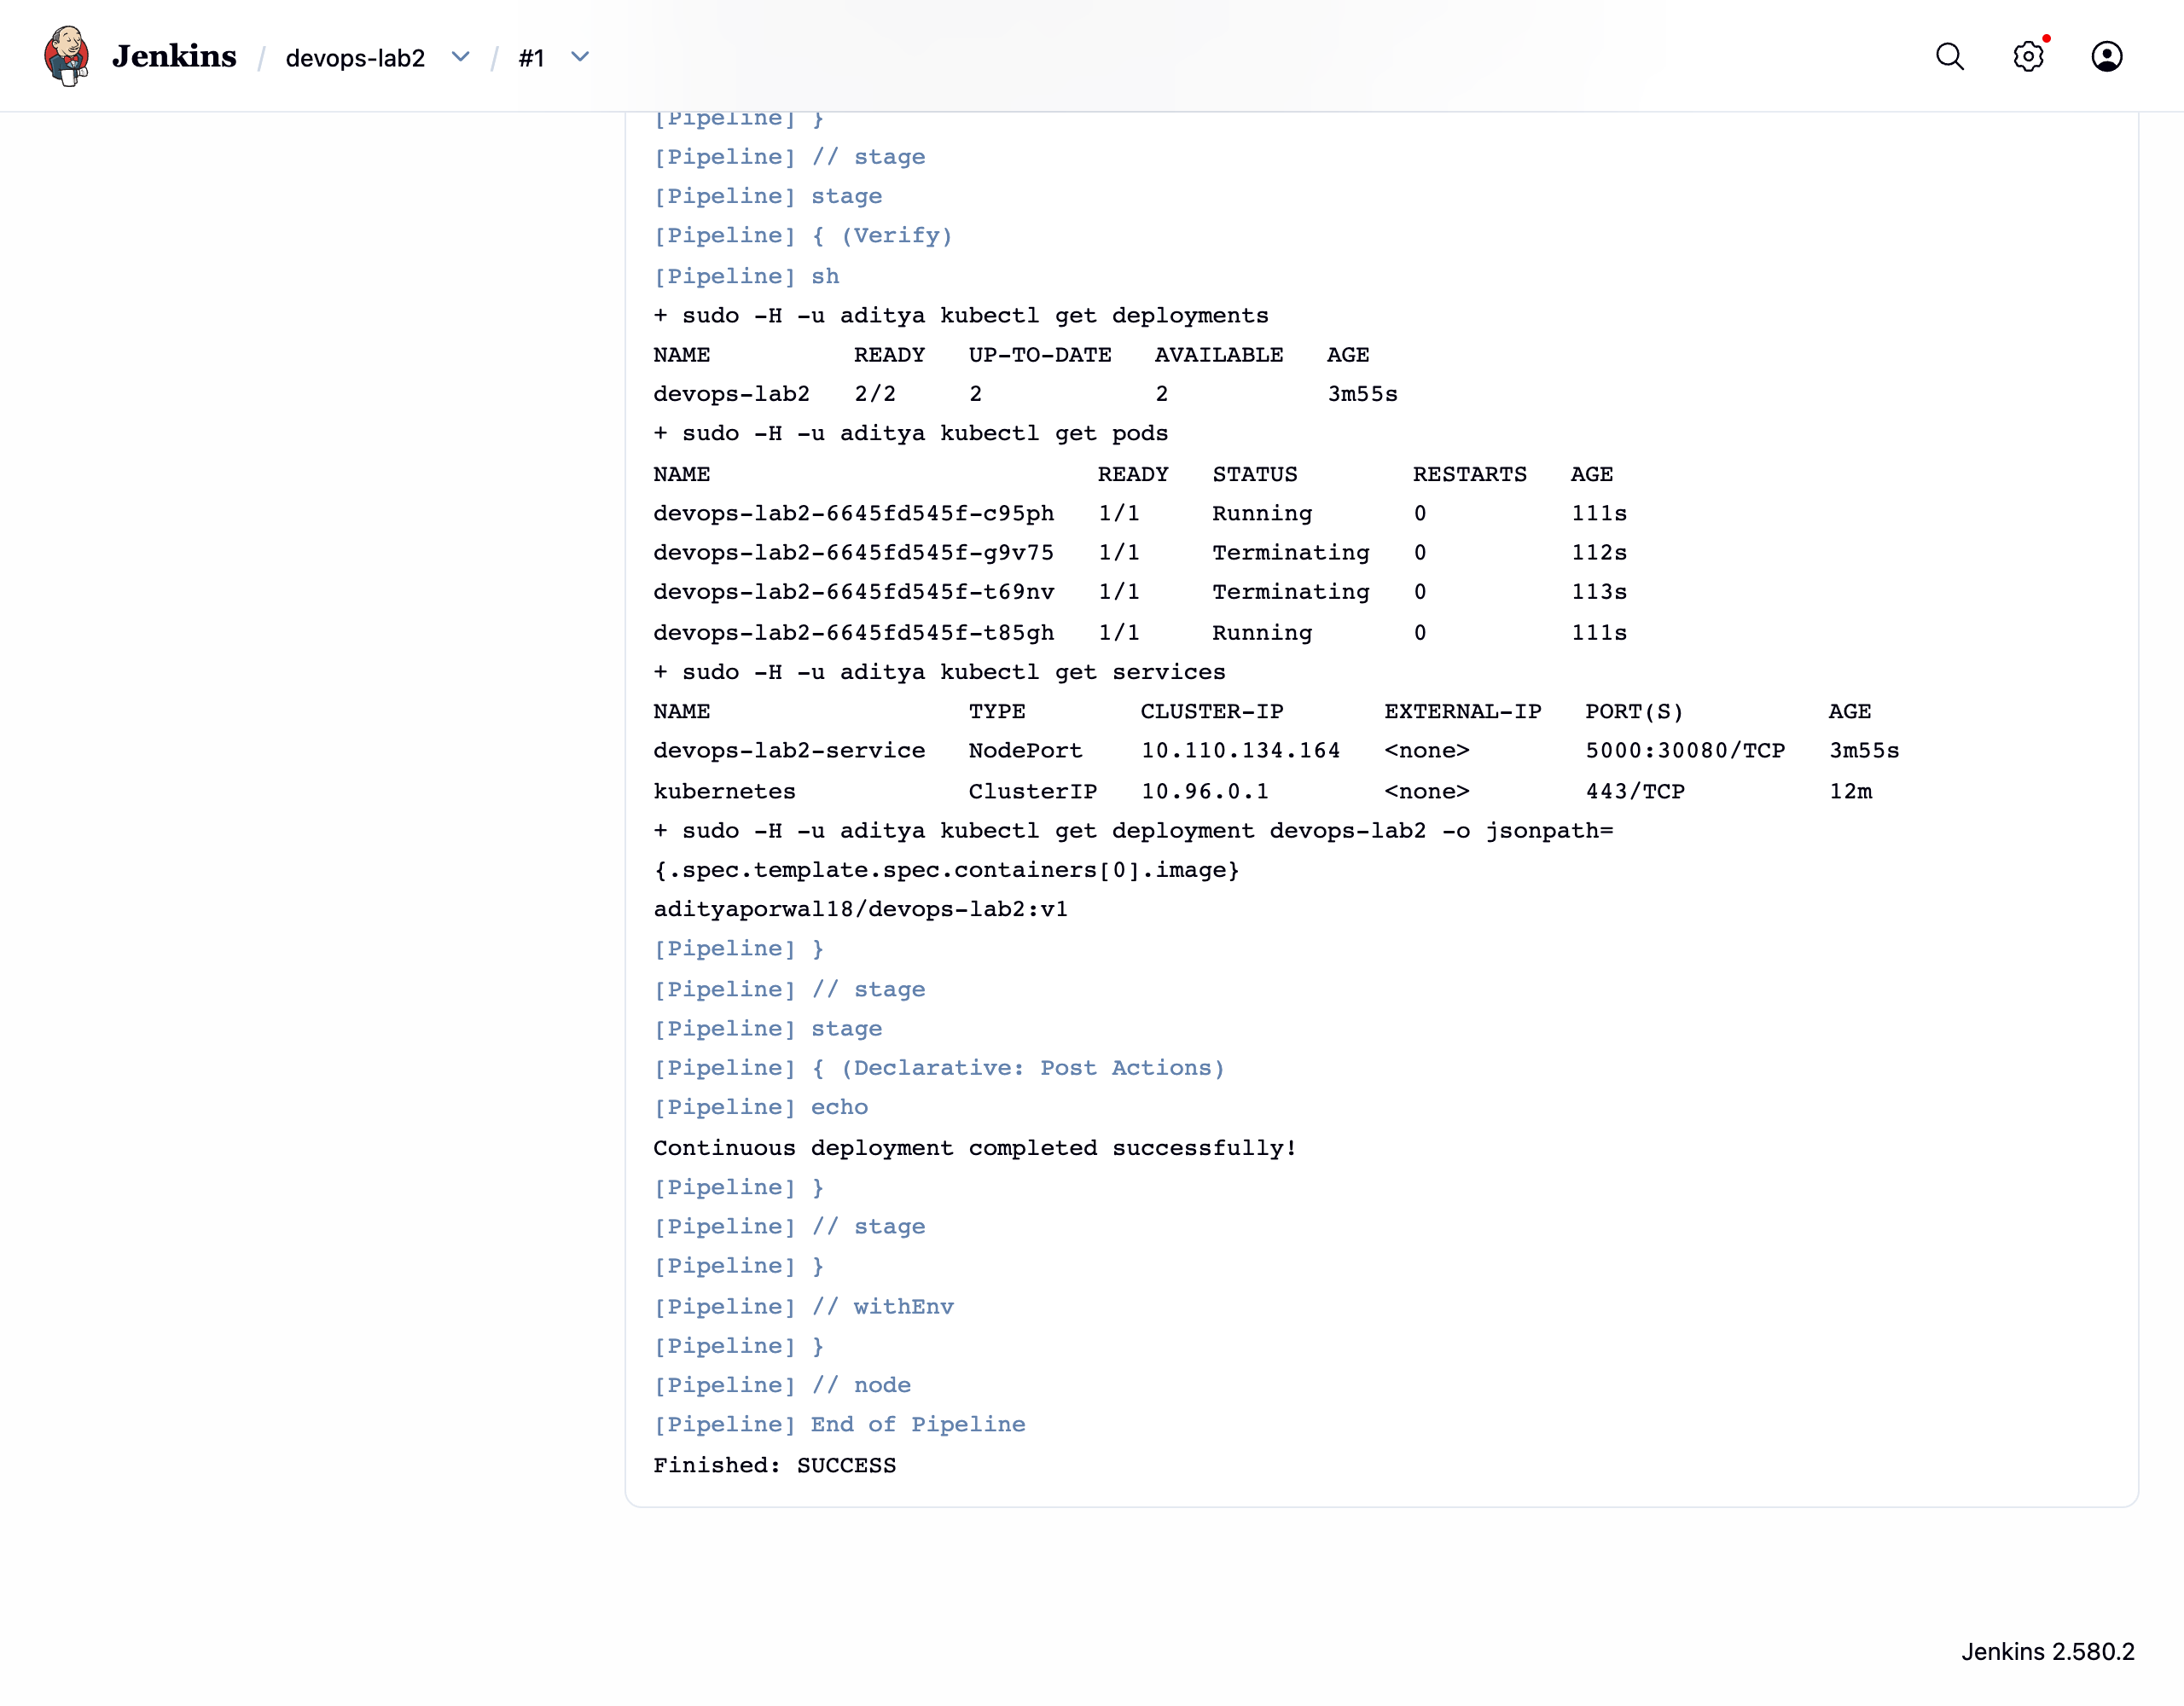 Jenkins / devops-lab2 / #1
[Pipeline] }
[Pipeline] // stage
[Pipeline] stage
[Pipeline] { (Verify)
[Pipeline] sh
+ sudo -H -u aditya kubectl get deployments
NAME          READY   UP-TO-DATE   AVAILABLE   AGE
devops-lab2   2/2     2            2           3m55s
+ sudo -H -u aditya kubectl get pods
NAME                           READY   STATUS        RESTARTS   AGE
devops-lab2-6645fd545f-c95ph   1/1     Running       0          111s
devops-lab2-6645fd545f-g9v75   1/1     Terminating   0          112s
devops-lab2-6645fd545f-t69nv   1/1     Terminating   0          113s
devops-lab2-6645fd545f-t85gh   1/1     Running       0          111s
+ sudo -H -u aditya kubectl get services
NAME                  TYPE        CLUSTER-IP       EXTERNAL-IP   PORT(S)          AGE
devops-lab2-service   NodePort    10.110.134.164   <none>        5000:30080/TCP   3m55s
kubernetes            ClusterIP   10.96.0.1        <none>        443/TCP          12m
+ sudo -H -u aditya kubectl get deployment devops-lab2 -o jsonpath=
{.spec.template.spec.containers[0].image}
adityaporwal18/devops-lab2:v1
[Pipeline] }
[Pipeline] // stage
[Pipeline] stage
[Pipeline] { (Declarative: Post Actions)
[Pipeline] echo
Continuous deployment completed successfully!
[Pipeline] }
[Pipeline] // stage
[Pipeline] }
[Pipeline] // withEnv
[Pipeline] }
[Pipeline] // node
[Pipeline] End of Pipeline
Finished: SUCCESS
Jenkins 2.580.2